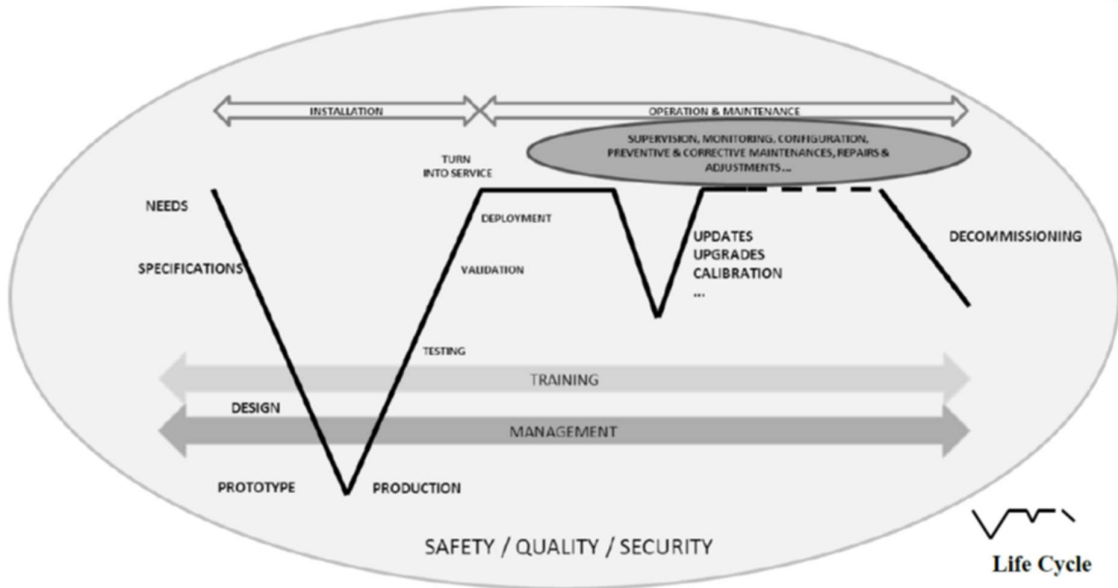 INSTALLATION
OPERATION & MAINTENANCE
SUPERVISION, MONITORING, CONFIGURATION,
PREVENTIVE & CORRECTIVE MAINTENANCES, REPAIRS &
ADJUSTMENTS ...
TURN
INTO SERVICE
NEEDS
DEPLOYMENT
UPDATES
UPGRADES
CALIBRATION
...
DECOMMISSIONING
SPECIFICATIONS
VALIDATION
TESTING
TRAINING
DESIGN
MANAGEMENT
PROTOTYPE
PRODUCTION
SAFETY / QUALITY / SECURITY
Life Cycle